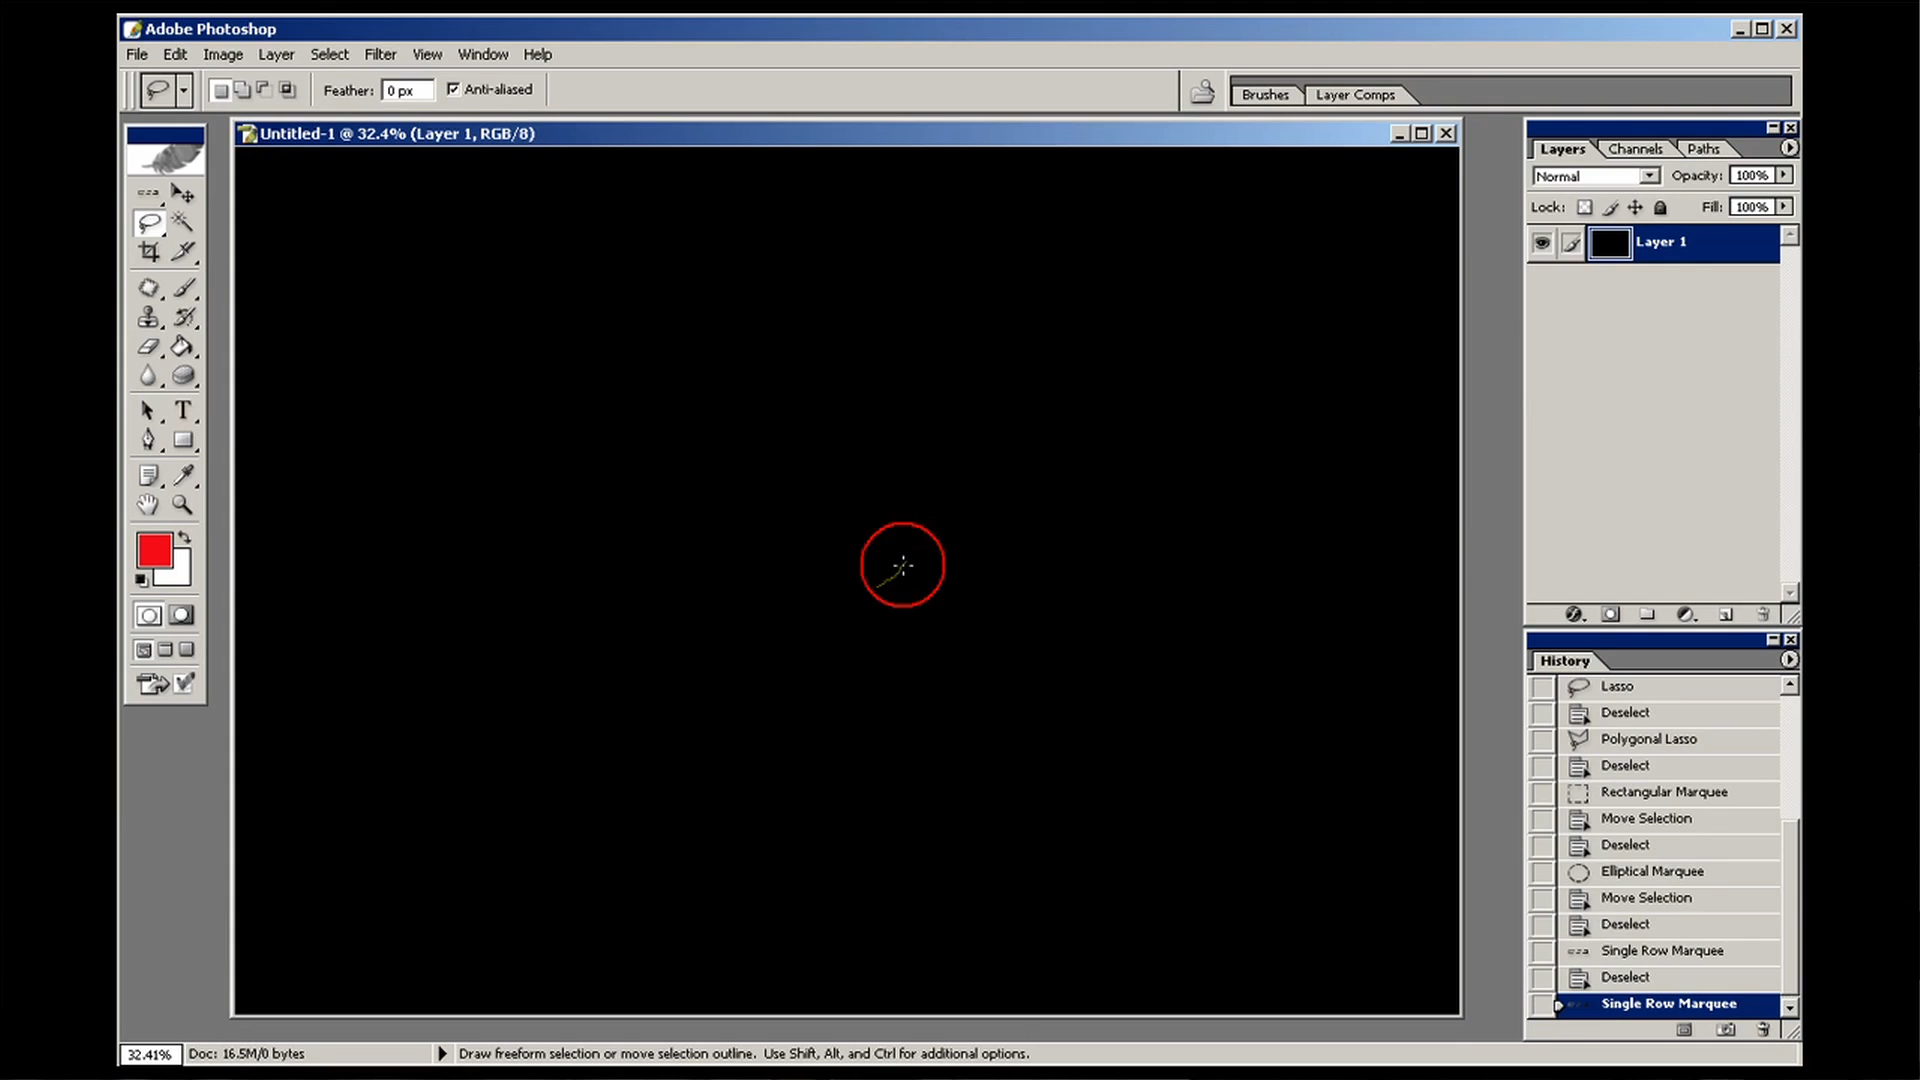 Adobe Photoshop
File Edit Image Layer Select Filter View Window Help
Feather: 0 px Anti-aliased Brushes Layer Comps
Untitled-1 @ 32.4% (Layer 1, RGB/8)
Layers Channels Paths
Normal Opacity: 100%
Lock: Fill: 100%
Layer 1
T
History
Lasso
Deselect
Polygonal Lasso
Deselect
Rectangular Marquee
Move Selection
Deselect
Elliptical Marquee
Move Selection
Deselect
Single Row Marquee
Deselect
Single Row Marquee
32.41% Doc: 16.5M/0 bytes Draw freeform selection or move selection outline. Use Shift, Alt, and Ctrl for additional options.